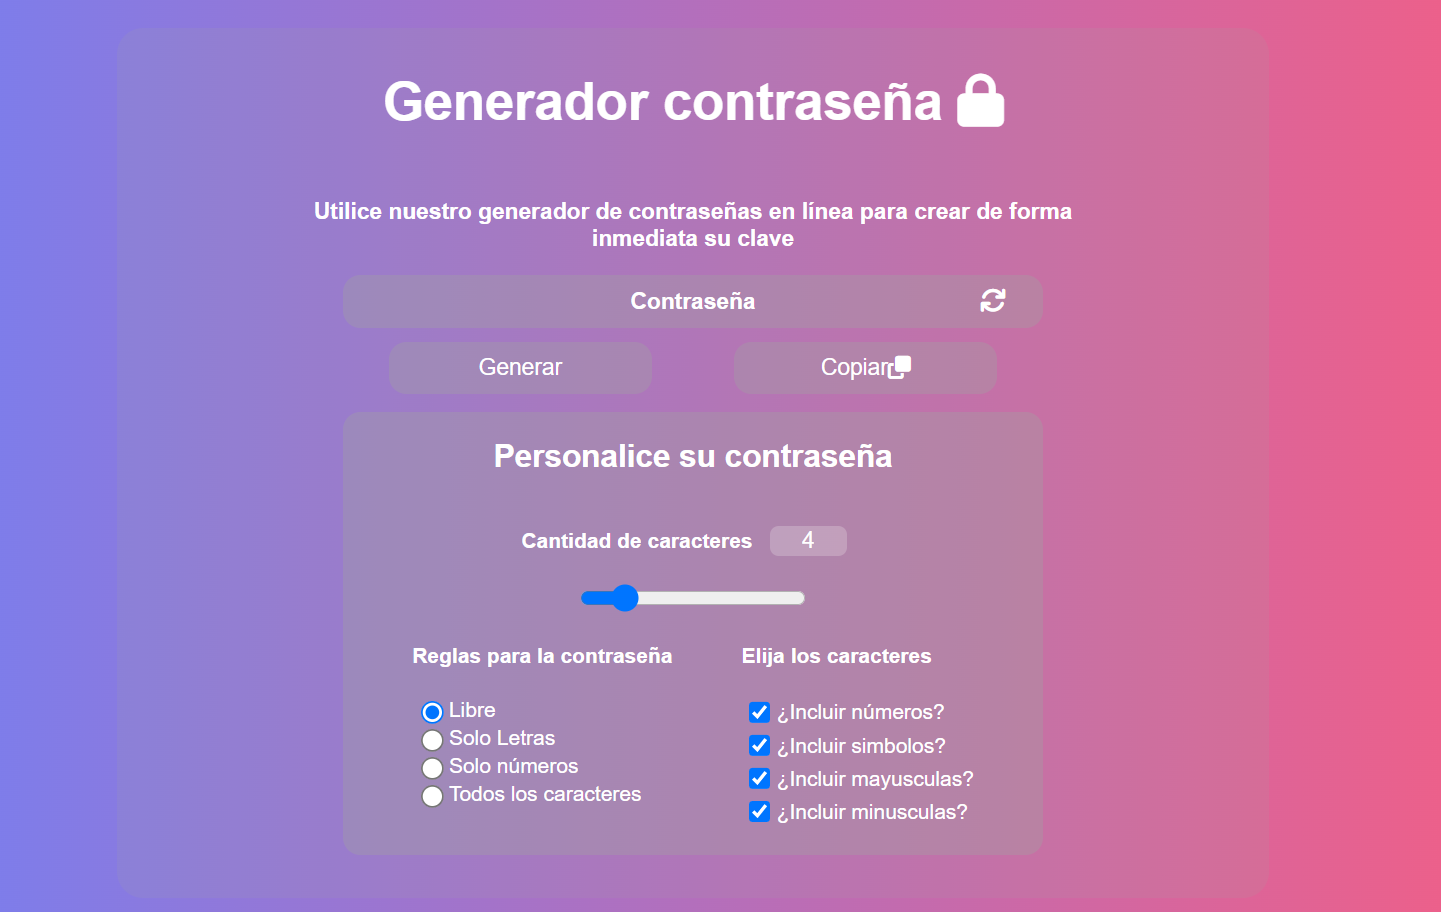 Generador contraseña
Utilice nuestro generador de contraseñas en línea para crear de forma
inmediata su clave
Contraseña
Generar
Copiar
Personalice su contraseña
Cantidad de caracteres 4
Reglas para la contraseña
Libre
Solo Letras
Solo números
Todos los caracteres
Elija los caracteres
¿Incluir números?
¿Incluir simbolos?
¿Incluir mayusculas?
¿Incluir minusculas?